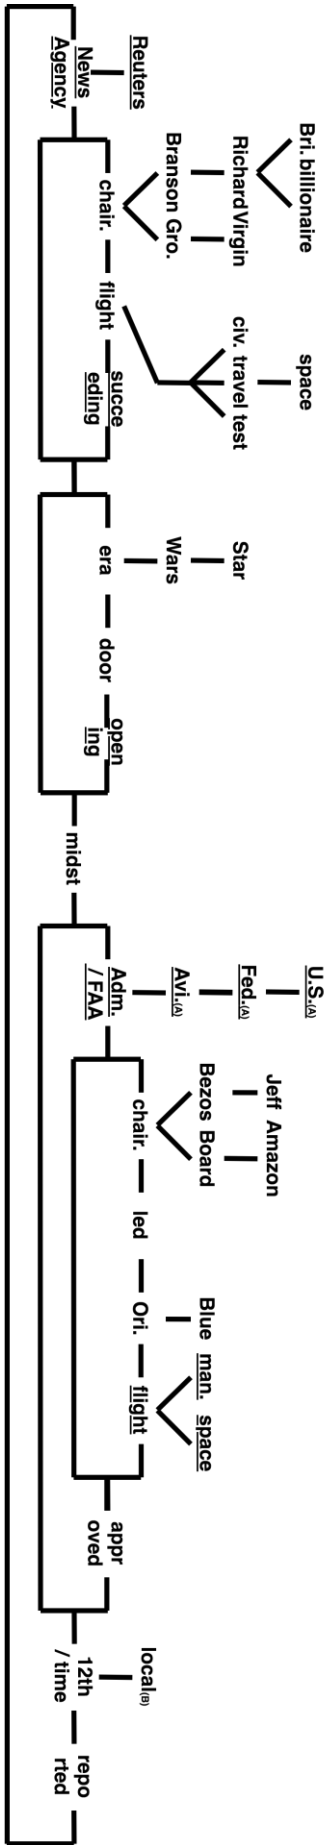 Bri. billionaire
space
U.S.(A)
Jeff Amazon
Richard Virgin
civ. travel test
Star
Fed.(A)
Bezos Board
Blue man. space
Branson Gro.
Wars
Avi.(A)
Reuters
chair. led Ori. flight
local(B)
chair. flight
succe
eding
era door
open
ing
Adm.
/ FAA
appr
oved
News
Agency
midst
12th
/ time
repo
rted